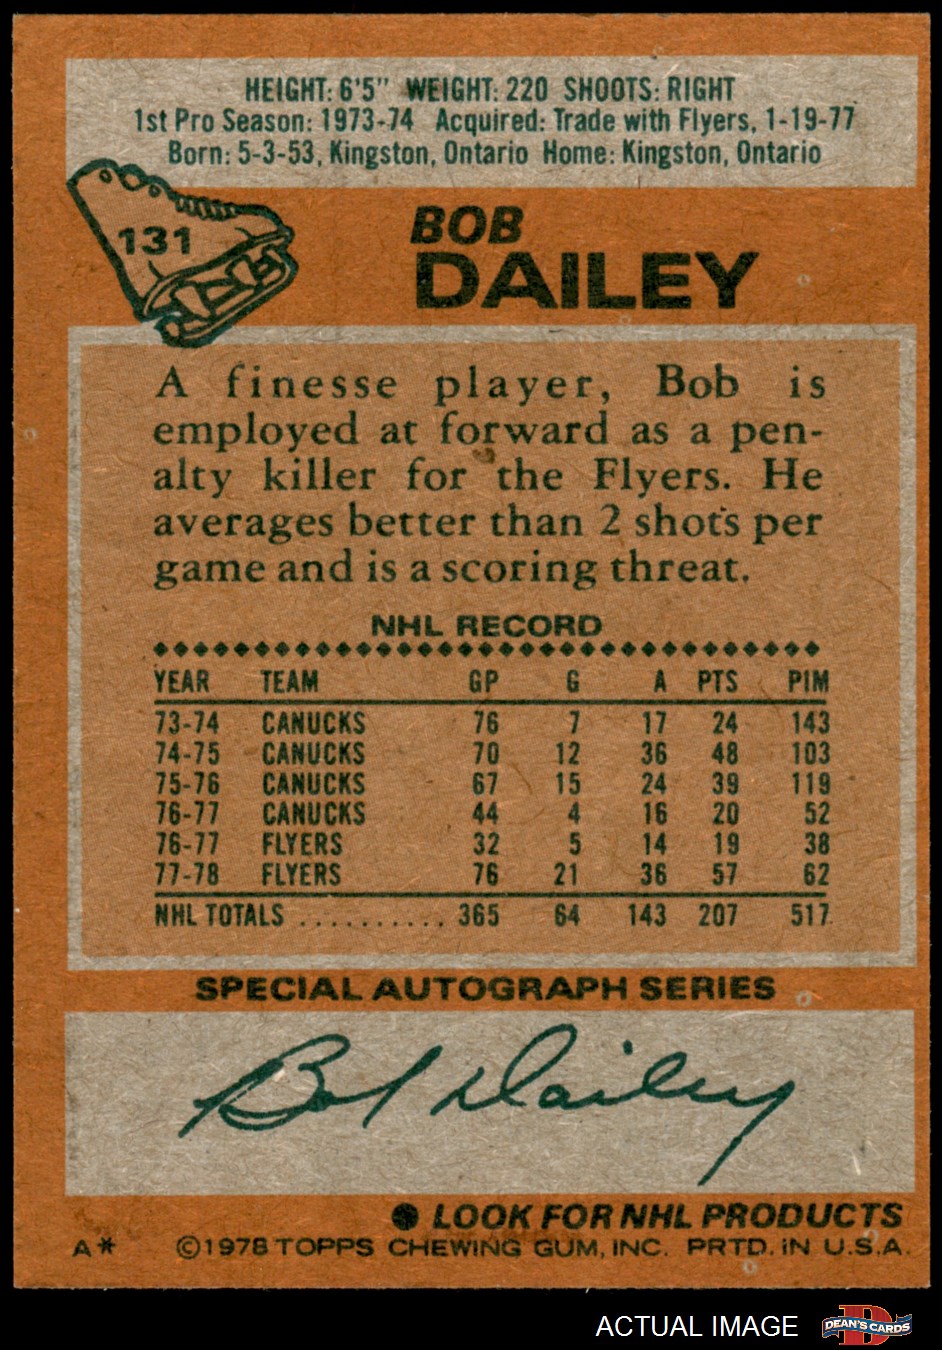 HEIGHT: 6'5" WEIGHT: 220 SHOOTS: RIGHT
1st Pro Season: 1973-74 Acquired: Trade with Flyers, 1-19-77
Born: 5-3-53, Kingston, Ontario Home: Kingston, Ontario
131
BOB
DAILEY
A finesse player, Bob is
employed at forward as a pen-
alty killer for the Flyers. He
averages better than 2 shots per
game and is a scoring threat.
NHL RECORD
YEAR TEAM GP G A PTS PIM
73-74 CANUCKS 76 7 17 24 143
74-75 CANUCKS 70 12 36 48 103
75-76 CANUCKS 67 15 24 39 119
76-77 CANUCKS 44 4 16 20 52
76-77 FLYERS 32 5 14 19 38
77-78 FLYERS 76 21 36 57 62
NHL TOTALS .......... 365 64 143 207 517
SPECIAL AUTOGRAPH SERIES
Bob Dailey
● LOOK FOR NHL PRODUCTS
A* ©1978 TOPPS CHEWING GUM, INC. PRTD. IN U.S.A.
ACTUAL IMAGE
D
DEAN'S CARDS